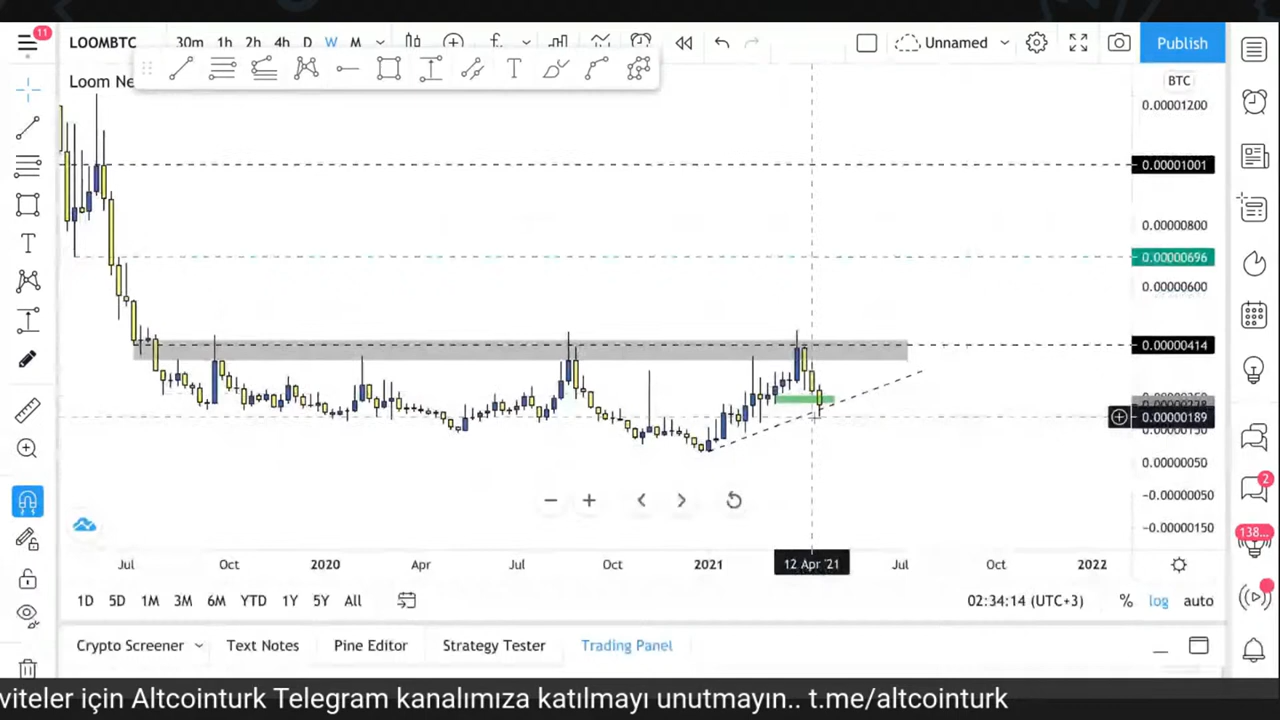 11
LOOMBTC 30m 1h 2h 4h D W M Unnamed Publish
Loom Ne
BTC
0.00001200
0.00001001
0.00000800
0.00000696
0.00000600
0.00000414
0.00000189
0.00000050
-0.00000050
-0.00000150
2
138...
Jul Oct 2020 Apr Jul Oct 2021 12 Apr '21 Jul Oct 2022
1D 5D 1M 3M 6M YTD 1Y 5Y All 02:34:14 (UTC+3) % log auto
Crypto Screener Text Notes Pine Editor Strategy Tester Trading Panel
viteler için Altcointurk Telegram kanalımıza katılmayı unutmayın.. t.me/altcointurk